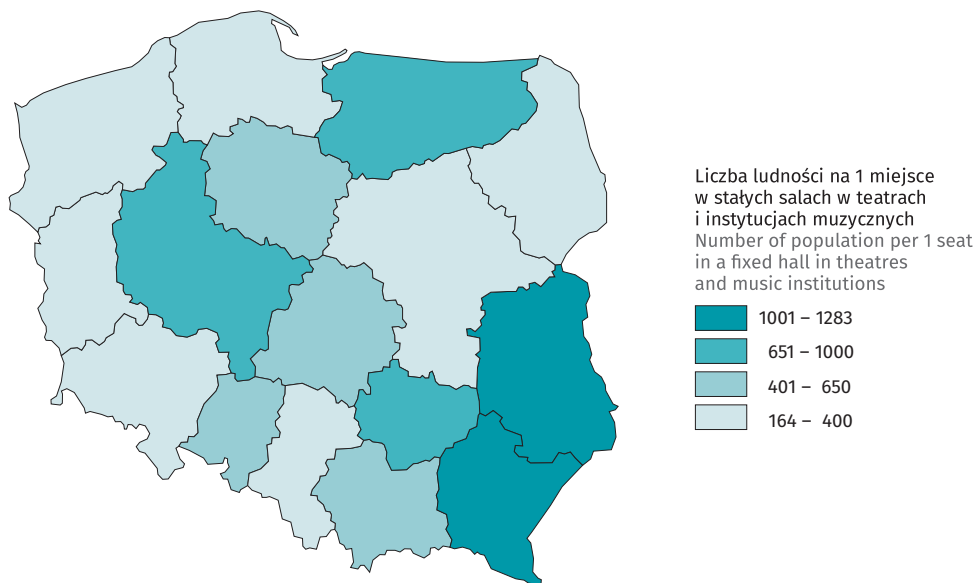 Liczba ludności na 1 miejsce
w stałych salach w teatrach
i instytucjach muzycznych
Number of population per 1 seat
in a fixed hall in theatres
and music institutions
1001 – 1283
651 – 1000
401 – 650
164 – 400